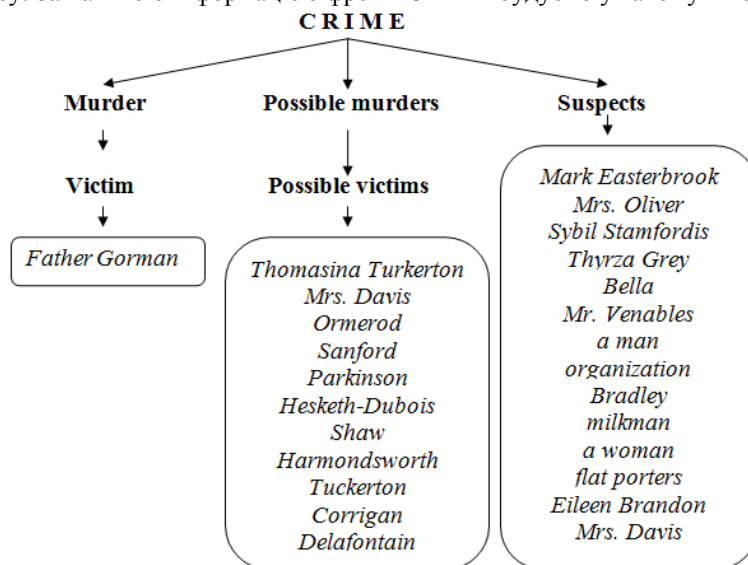 C R I M E
Murder
Possible murders
Suspects
Victim
Possible victims
Father Gorman
Thomasina Turkerton
Mrs. Davis
Ormerod
Sanford
Parkinson
Hesketh-Dubois
Shaw
Harmondsworth
Tuckerton
Corrigan
Delafontain
Mark Easterbrook
Mrs. Oliver
Sybil Stamfordis
Thyrza Grey
Bella
Mr. Venables
a man
organization
Bradley
milkman
a woman
flat porters
Eileen Brandon
Mrs. Davis